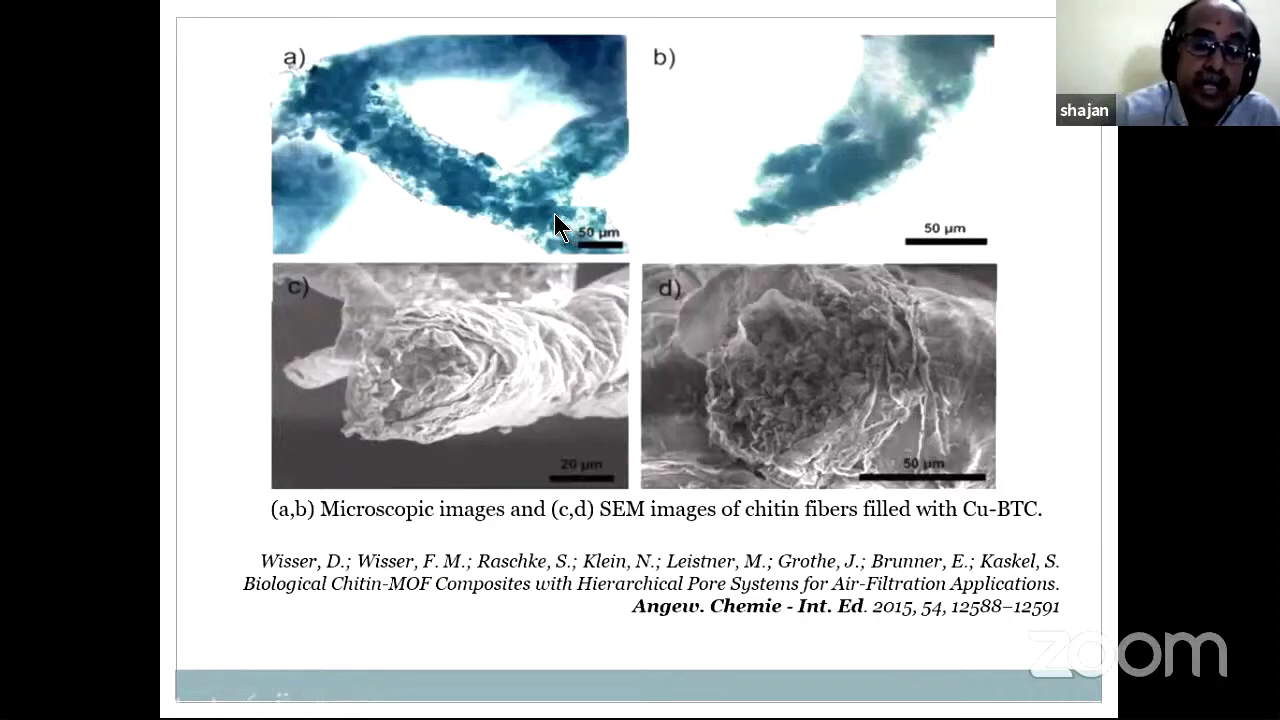 a)
b)
shajan
50 µm
50 µm
c)
d)
20 µm
50 µm
(a,b) Microscopic images and (c,d) SEM images of chitin fibers filled with Cu-BTC.
Wisser, D.; Wisser, F. M.; Raschke, S.; Klein, N.; Leistner, M.; Grothe, J.; Brunner, E.; Kaskel, S.
Biological Chitin-MOF Composites with Hierarchical Pore Systems for Air-Filtration Applications.
Angew. Chemie - Int. Ed. 2015, 54, 12588–12591
zoom